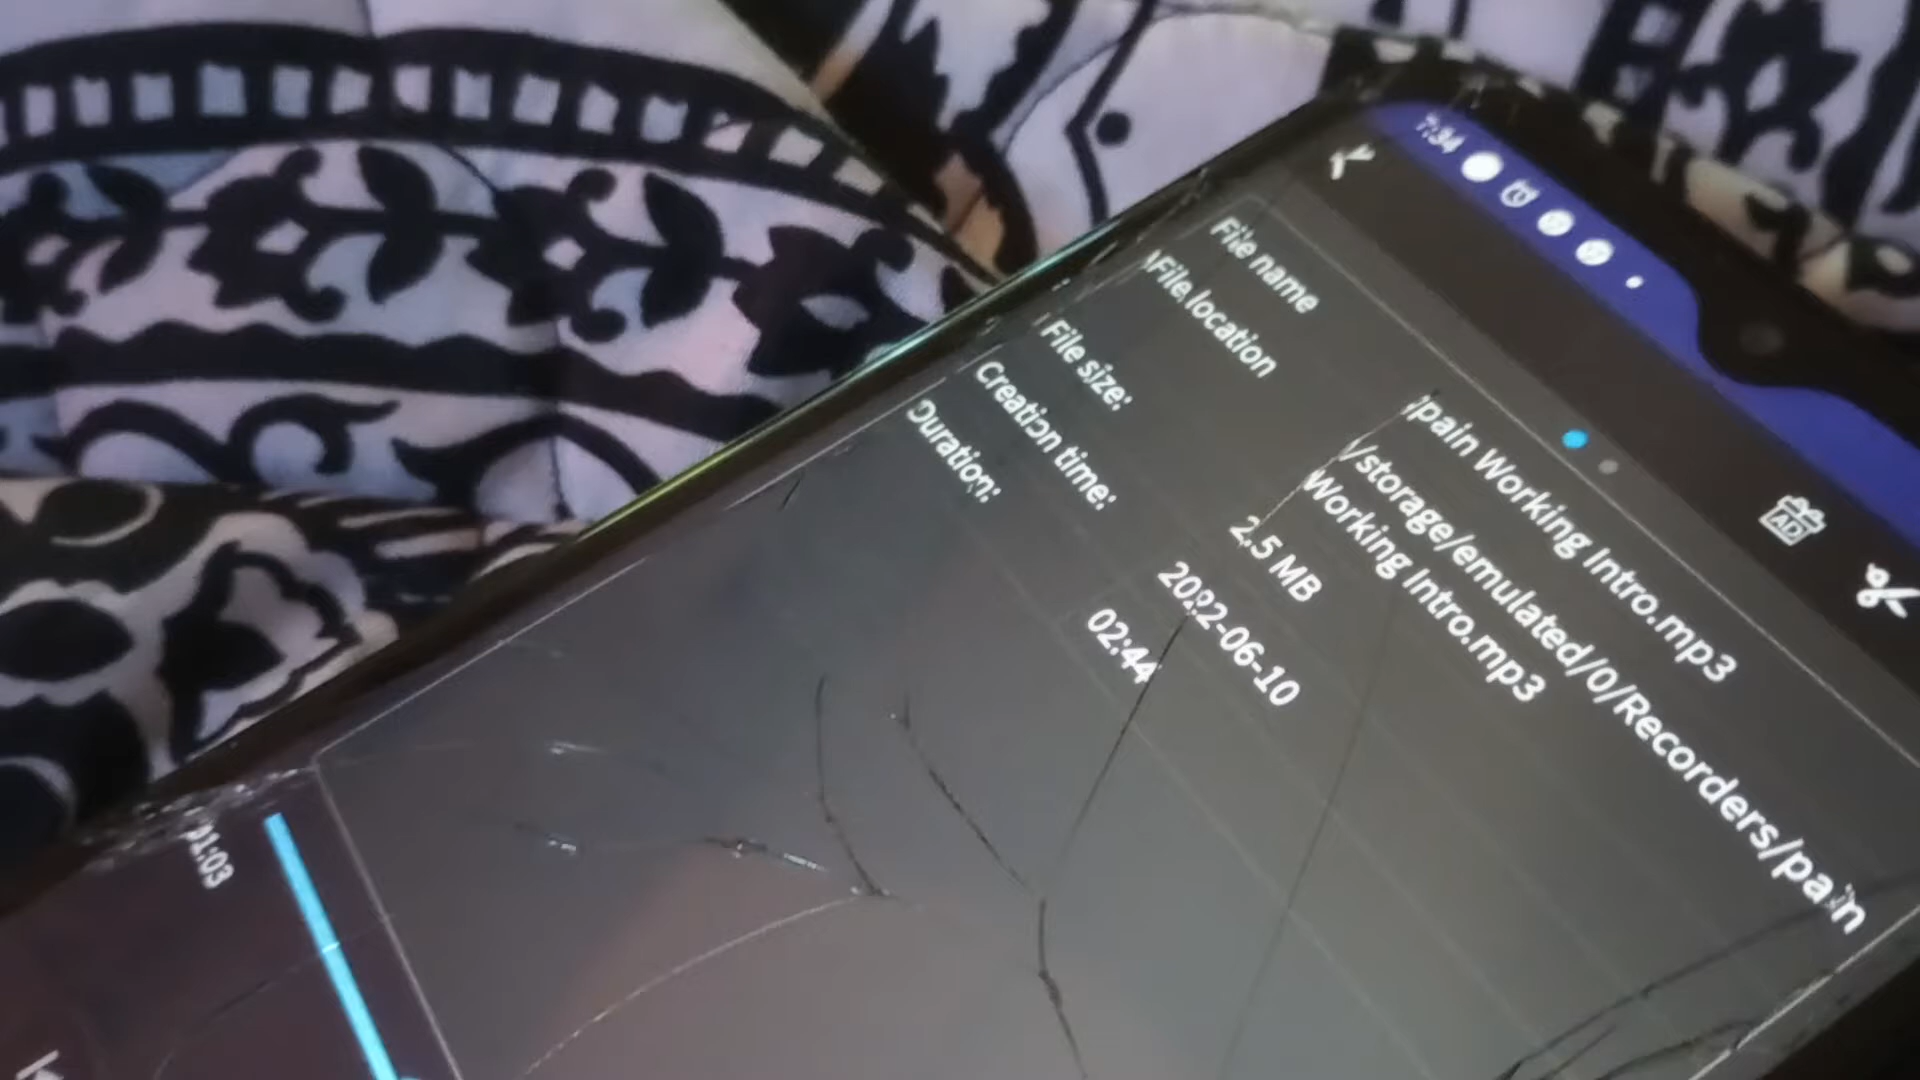 7:34
AD
File name
pain Working Intro.mp3
File location
/storage/emulated/0/Recorders/pain
Working Intro.mp3
File size:
2.5 MB
Creation time:
2022-06-10
Duration:
02:44
01:03